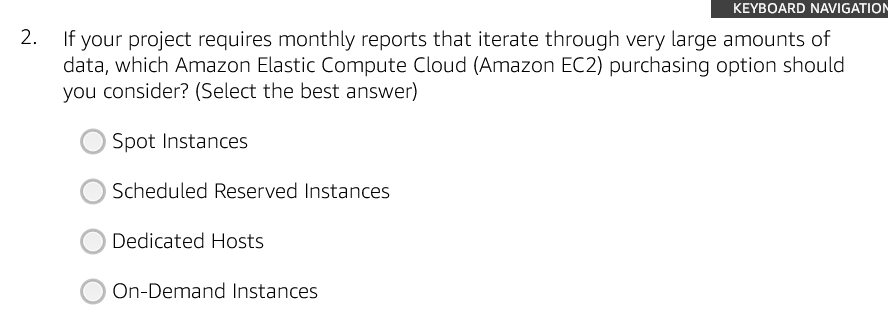 KEYBOARD NAVIGATION
2. If your project requires monthly reports that iterate through very large amounts of
data, which Amazon Elastic Compute Cloud (Amazon EC2) purchasing option should
you consider? (Select the best answer)
Spot Instances
Scheduled Reserved Instances
Dedicated Hosts
On-Demand Instances